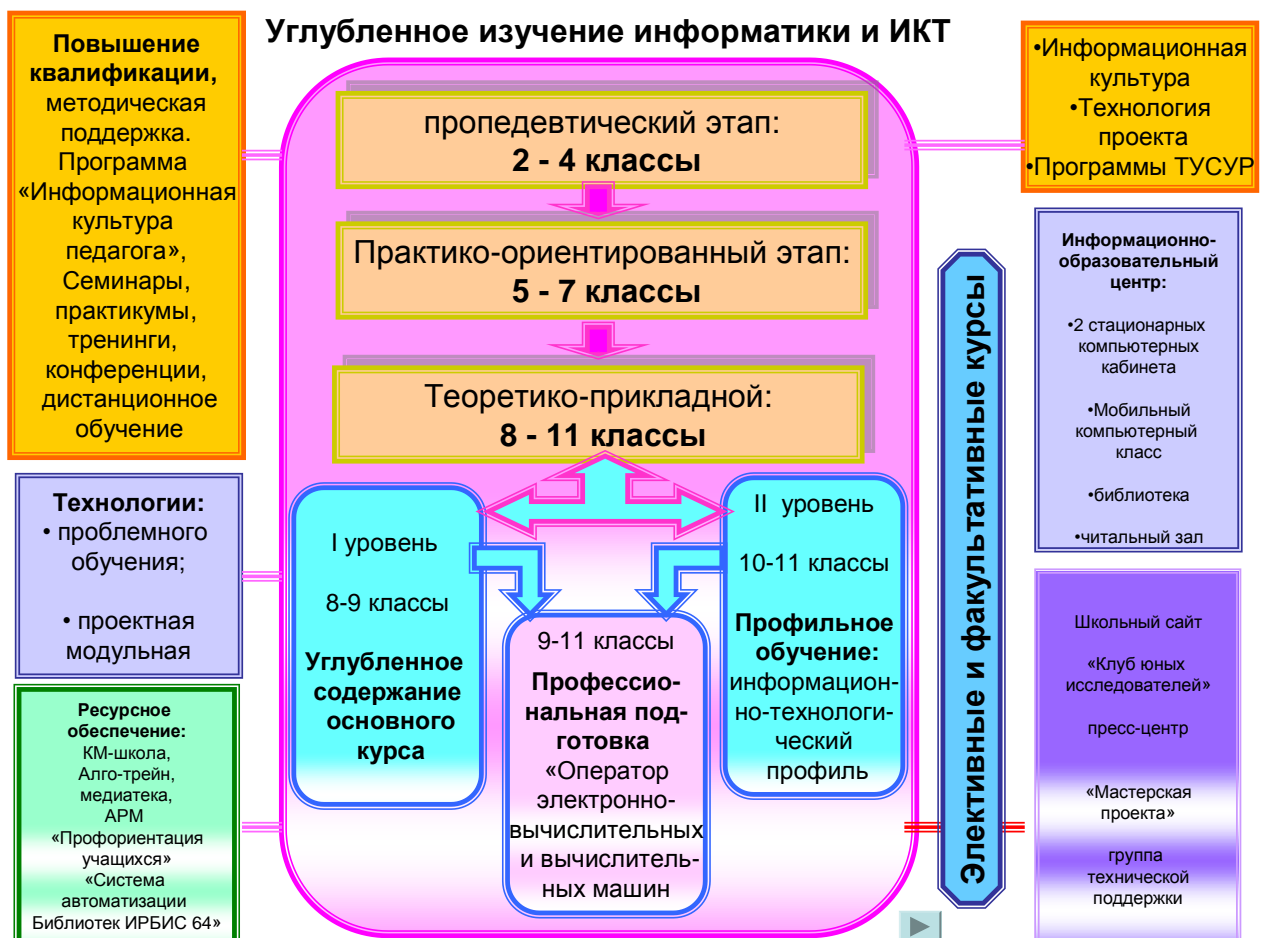 Углубленное изучение информатики и ИКТ
Повышение
квалификации,
методическая
поддержка.
Программа
«Информационная
культура
педагога»,
Семинары,
практикумы,
тренинги,
конференции,
дистанционное
обучение
Технологии:
• проблемного
обучения;
• проектная
модульная
Ресурсное
обеспечение:
КМ-школа,
Алго-трейн,
медиатека,
АРМ
«Профориентация
учащихся»
«Система
автоматизации
Библиотек ИРБИС 64»
пропедевтический этап:
2 - 4 классы
Практико-ориентированный этап:
5 - 7 классы
Теоретико-прикладной:
8 - 11 классы
I уровень
8-9 классы
Углубленное
содержание
основного
курса
9-11 классы
Профессио-
нальная под-
готовка
«Оператор
электронно-
вычислительных
и вычислитель-
ных машин
II уровень
10-11 классы
Профильное
обучение:
информацион-
но-технологи-
ческий
профиль
Элективные и факультативные курсы
•Информационная
культура
•Технология
проекта
•Программы ТУСУР
Информационно-
образовательный
центр:
•2 стационарных
компьютерных
кабинета
•Мобильный
компьютерный
класс
•библиотека
•читальный зал
Школьный сайт
«Клуб юных
исследователей»
пресс-центр
«Мастерская
проекта»
группа
технической
поддержки